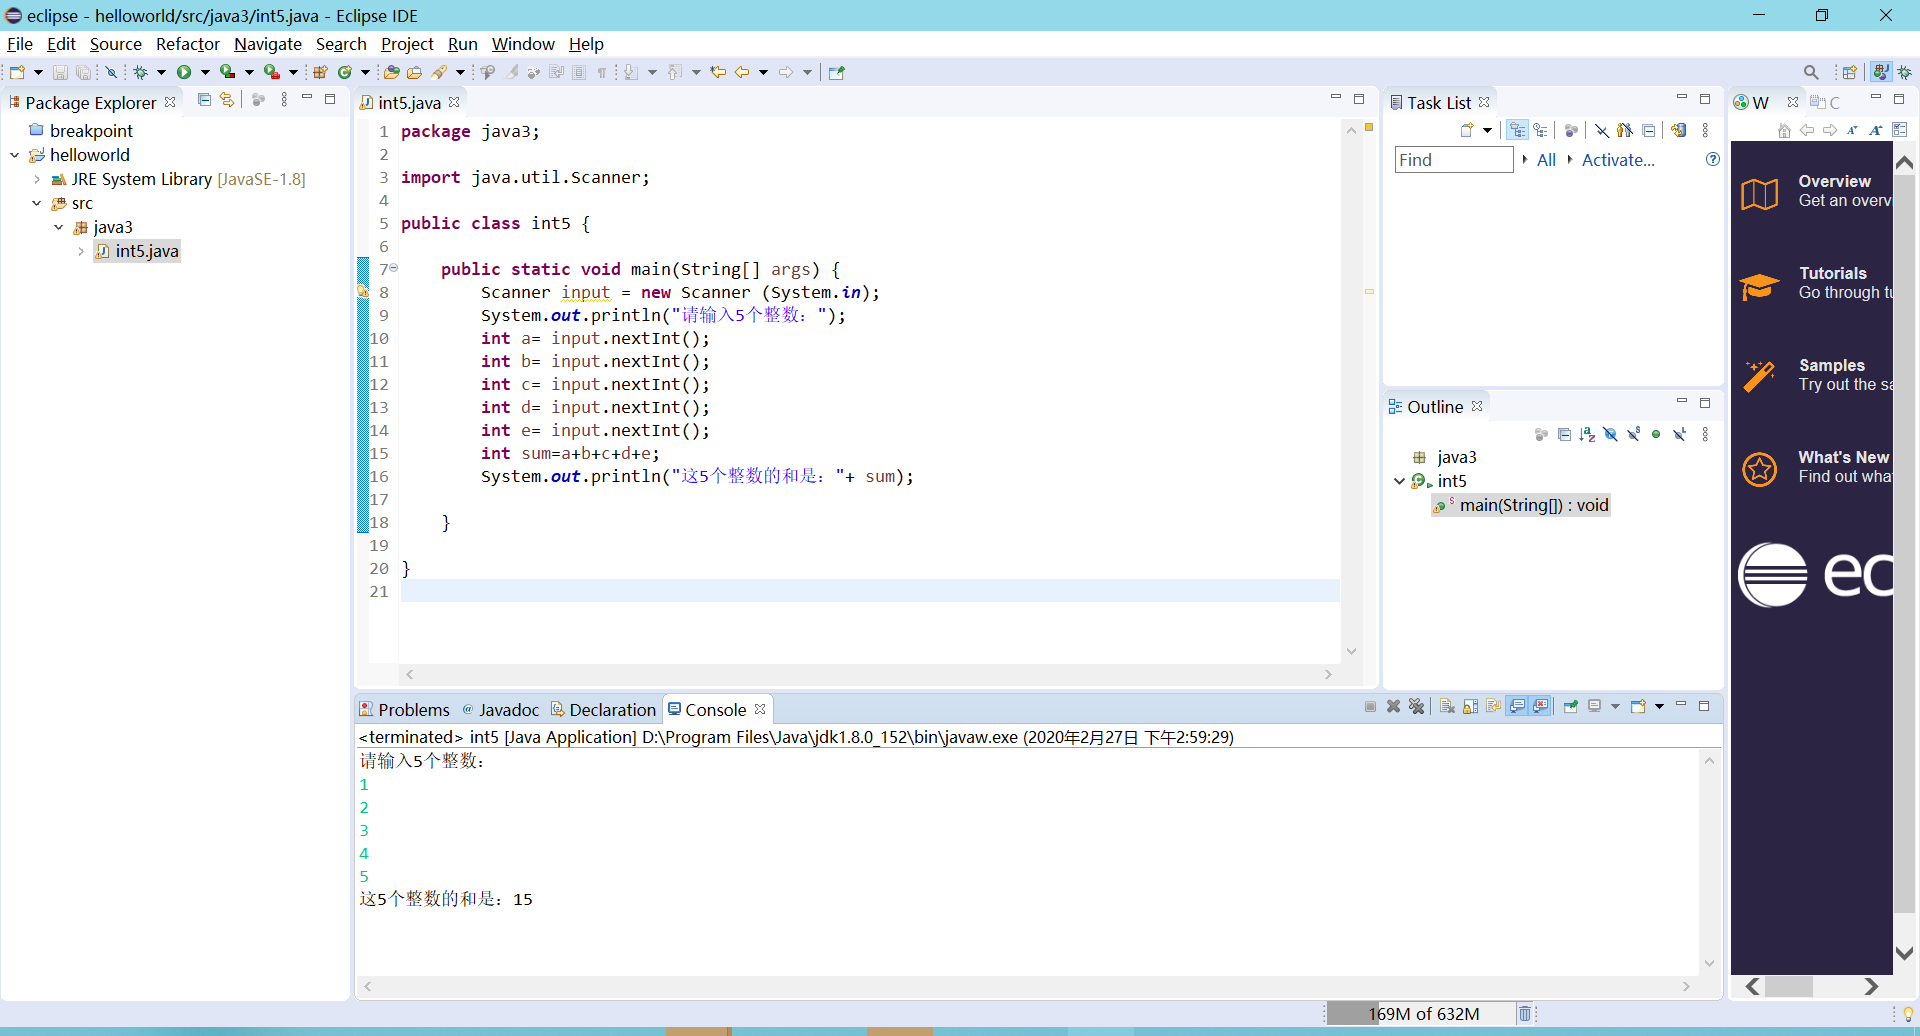 eclipse - helloworld/src/java3/int5.java - Eclipse IDE
File Edit Source Refactor Navigate Search Project Run Window Help
Package Explorer
breakpoint
helloworld
JRE System Library [JavaSE-1.8]
src
java3
int5.java
int5.java
1 package java3;
2
3 import java.util.Scanner;
4
5 public class int5 {
6
7 public static void main(String[] args) {
8 Scanner input = new Scanner (System.in);
9 System.out.println("请输入5个整数：");
10 int a= input.nextInt();
11 int b= input.nextInt();
12 int c= input.nextInt();
13 int d= input.nextInt();
14 int e= input.nextInt();
15 int sum=a+b+c+d+e;
16 System.out.println("这5个整数的和是："+ sum);
17
18 }
19
20 }
21
Task List
Find All Activate...
Outline
java3
int5
main(String[]) : void
W C
Overview
Get an overv
Tutorials
Go through tu
Samples
Try out the sa
What's New
Find out wha
ec
Problems @ Javadoc Declaration Console
<terminated> int5 [Java Application] D:\Program Files\Java\jdk1.8.0_152\bin\javaw.exe (2020年2月27日 下午2:59:29)
请输入5个整数：
1
2
3
4
5
这5个整数的和是：15
169M of 632M